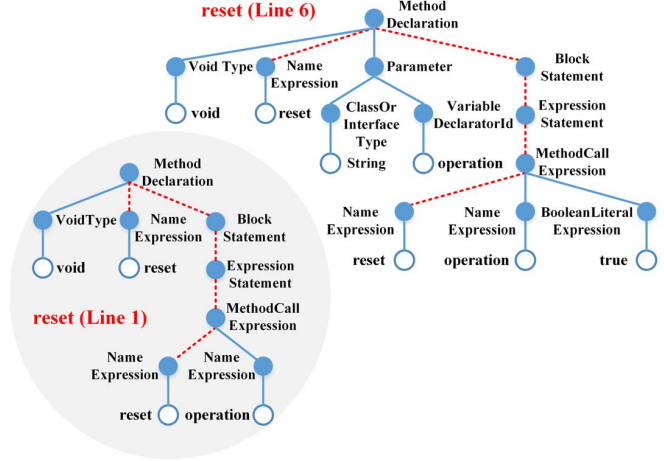 reset (Line 6)
Method
Declaration
Void Type
Name
Expression
Parameter
Block
Statement
void
reset
ClassOr
Interface
Type
Variable
DeclaratorId
Expression
Statement
String
operation
MethodCall
Expression
Name
Expression
Name
Expression
BooleanLiteral
Expression
reset
operation
true
Method
Declaration
VoidType
Name
Expression
Block
Statement
void
reset
Expression
Statement
reset (Line 1)
MethodCall
Expression
Name
Expression
Name
Expression
reset
operation